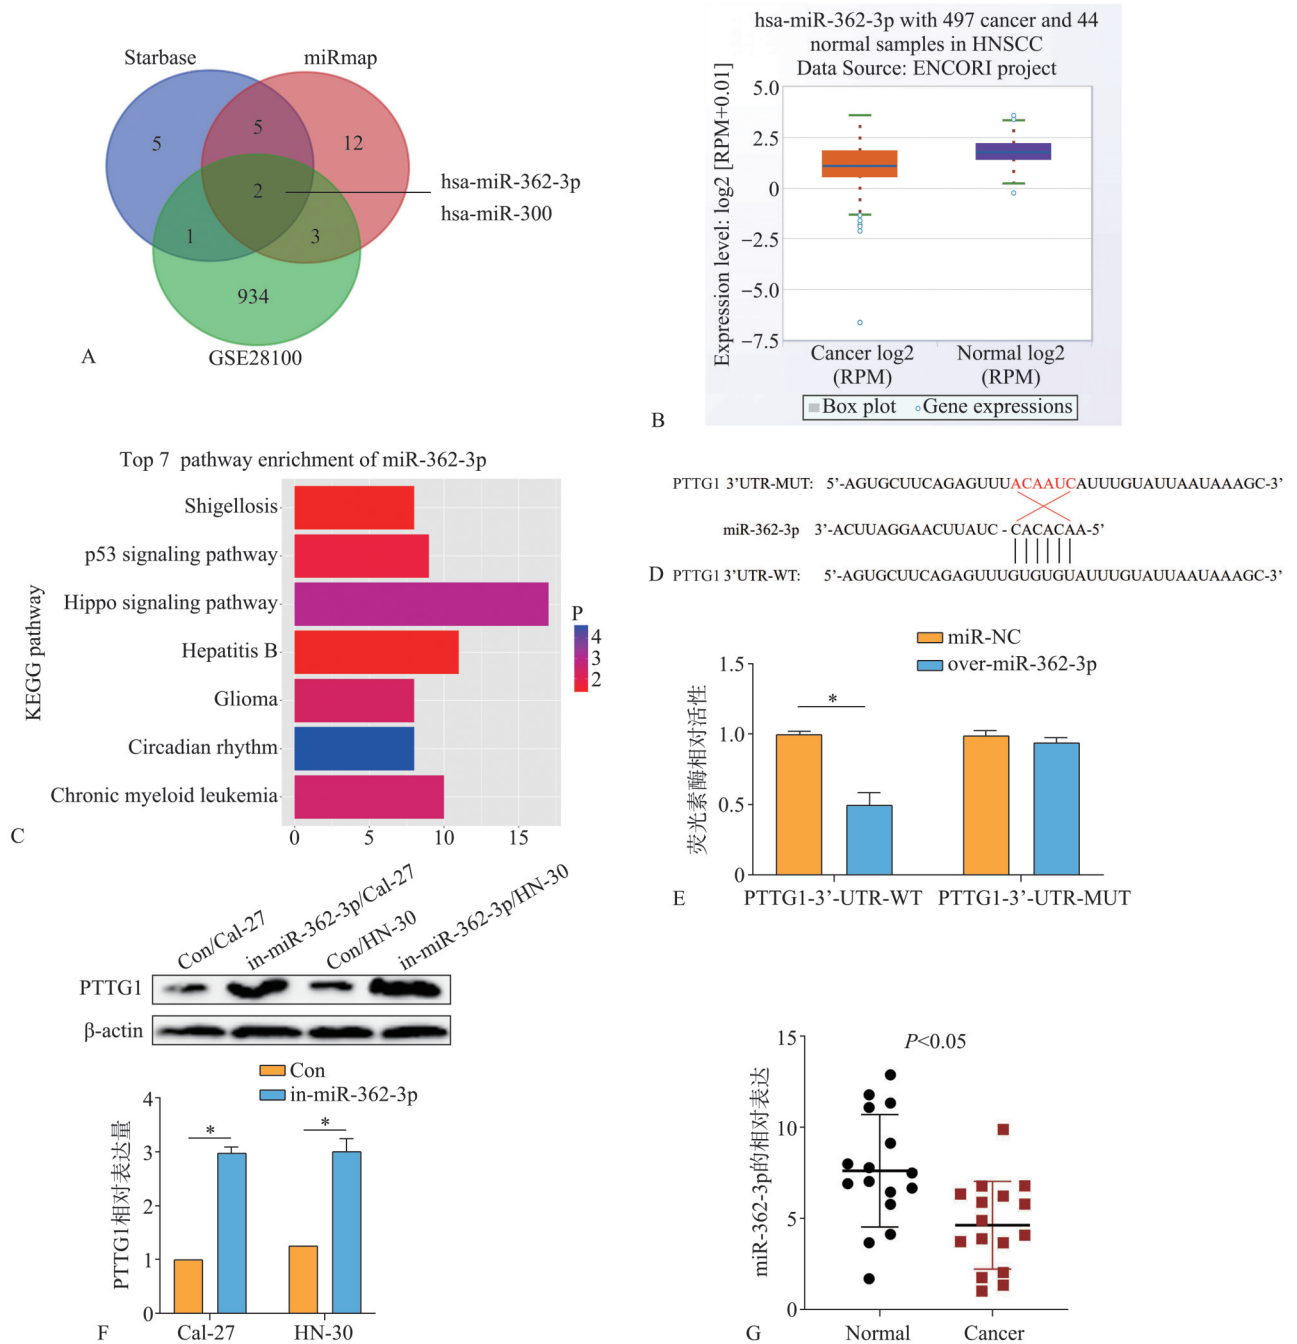 Starbase
miRmap
5
5
12
2
1
3
934
hsa-miR-362-3p
hsa-miR-300
GSE28100
A
hsa-miR-362-3p with 497 cancer and 44
normal samples in HNSCC
Data Source: ENCORI project
Expression level: log2 [RPM+0.01]
5.0
2.5
0
−2.5
−5.0
−7.5
Cancer log2
(RPM)
Normal log2
(RPM)
Box plot
Gene expressions
B
Top 7 pathway enrichment of miR-362-3p
KEGG pathway
Shigellosis
p53 signaling pathway
Hippo signaling pathway
Hepatitis B
Glioma
Circadian rhythm
Chronic myeloid leukemia
0
5
10
15
P
4
3
2
C
PTTG1 3’UTR-MUT: 5’-AGUGCUUCAGAGUUUACAAUCAUUUGUAUUAAUAAAGC-3’
miR-362-3p 3’-ACUUAGGAACUUAUC - CACACAA-5’
PTTG1 3’UTR-WT: 5’-AGUGCUUCAGAGUUUGUGUGUAUUUGUAUUAAUAAAGC-3’
D
miR-NC
over-miR-362-3p
荧光素酶相对活性
1.5
1.0
0.5
0
*
PTTG1-3’-UTR-WT
PTTG1-3’-UTR-MUT
E
Con/Cal-27
in-miR-362-3p/Cal-27
Con/HN-30
in-miR-362-3p/HN-30
PTTG1
β-actin
Con
in-miR-362-3p
PTTG1相对表达量
4
3
2
1
0
*
*
Cal-27
HN-30
F
miR-362-3p的相对表达
15
10
5
0
P<0.05
Normal
Cancer
G